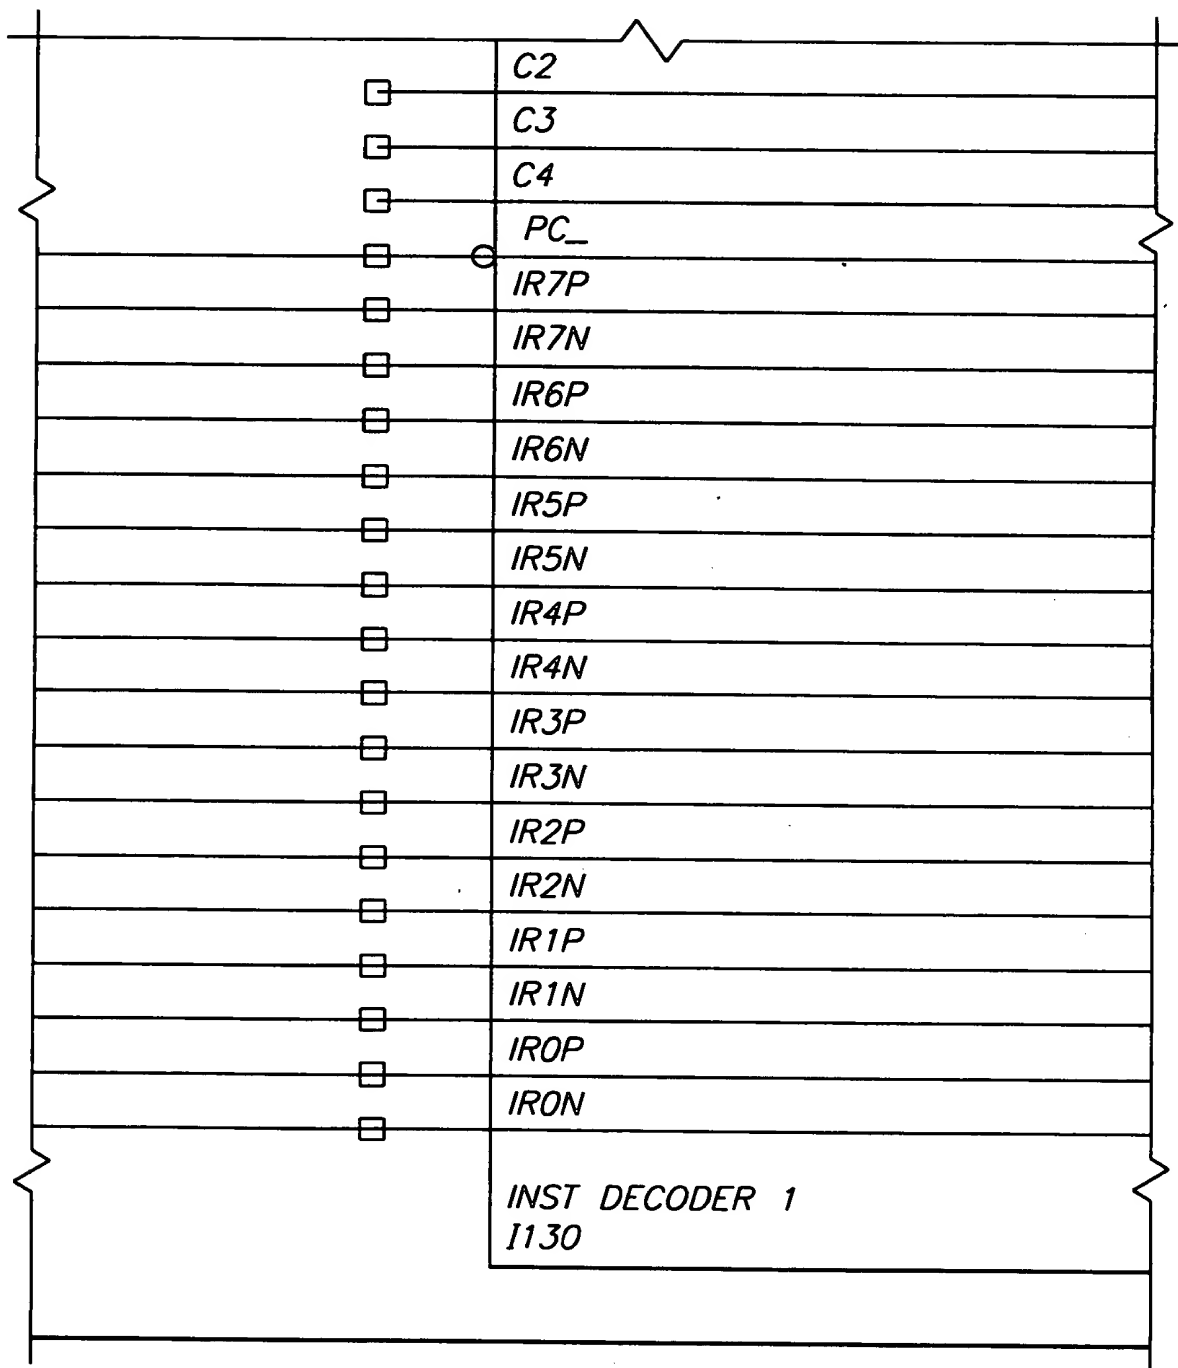 C2
C3
C4
PC_
IR7P
IR7N
IR6P
IR6N
IR5P
IR5N
IR4P
IR4N
IR3P
IR3N
IR2P
IR2N
IR1P
IR1N
IR0P
IR0N
INST DECODER 1
I130